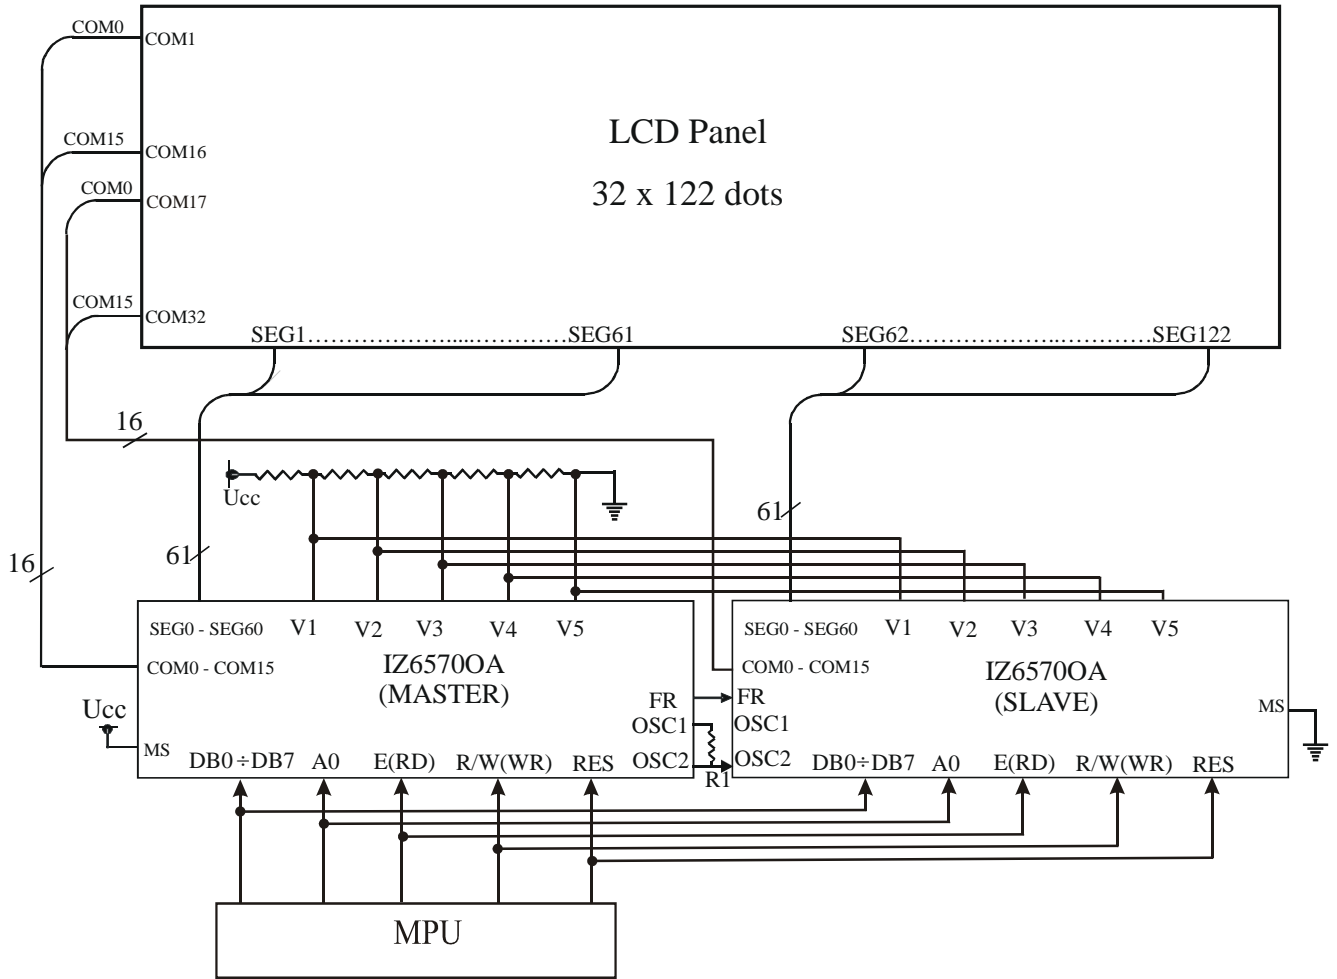 COM0
COM1
LCD Panel
COM15
COM16
32 x 122 dots
COM0
COM17
COM15
COM32
SEG1……………….....…………SEG61
SEG62………………..…………SEG122
16
Ucc
61
61
16
SEG0 - SEG60 V1 V2 V3 V4 V5
COM0 - COM15
IZ6570OA
(MASTER)
FR
OSC1
OSC2
MS
Ucc
DB0÷DB7 A0 E(RD) R/W(WR) RES
R1
SEG0 - SEG60 V1 V2 V3 V4 V5
COM0 - COM15
IZ6570OA
(SLAVE)
FR
OSC1
OSC2
MS
DB0÷DB7 A0 E(RD) R/W(WR) RES
MPU